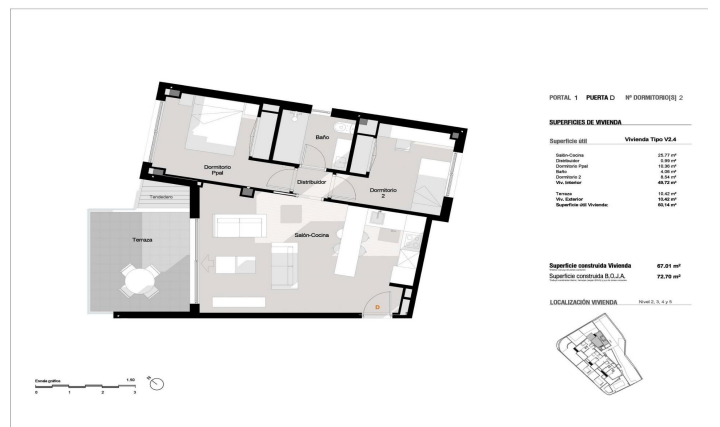 PORTAL 1 PUERTA D Nº DORMITORIO[S] 2
SUPERFICIES DE VIVIENDA
Superficie útil Vivienda Tipo V2.4
Salón-Cocina 25.77 m²
Distribuidor 0.99 m²
Dormitorio Ppal 10.36 m²
Baño 4.06 m²
Dormitorio 2 8.54 m²
Viv. Interior 49.72 m²
Terraza 10.42 m²
Viv. Exterior 10.42 m²
Superficie útil Vivienda: 60,14 m²
Superficie construida Vivienda 67.01 m²
Superficie construida B.O.J.A. 72.70 m²
LOCALIZACIÓN VIVIENDA Nivel 2, 3, 4 y 5
Baño
Dormitorio
Ppal
Distribuidor
Dormitorio
2
Tendedero
Terraza
Salón-Cocina
Escala gráfica 1.50
N
0 1 2 3